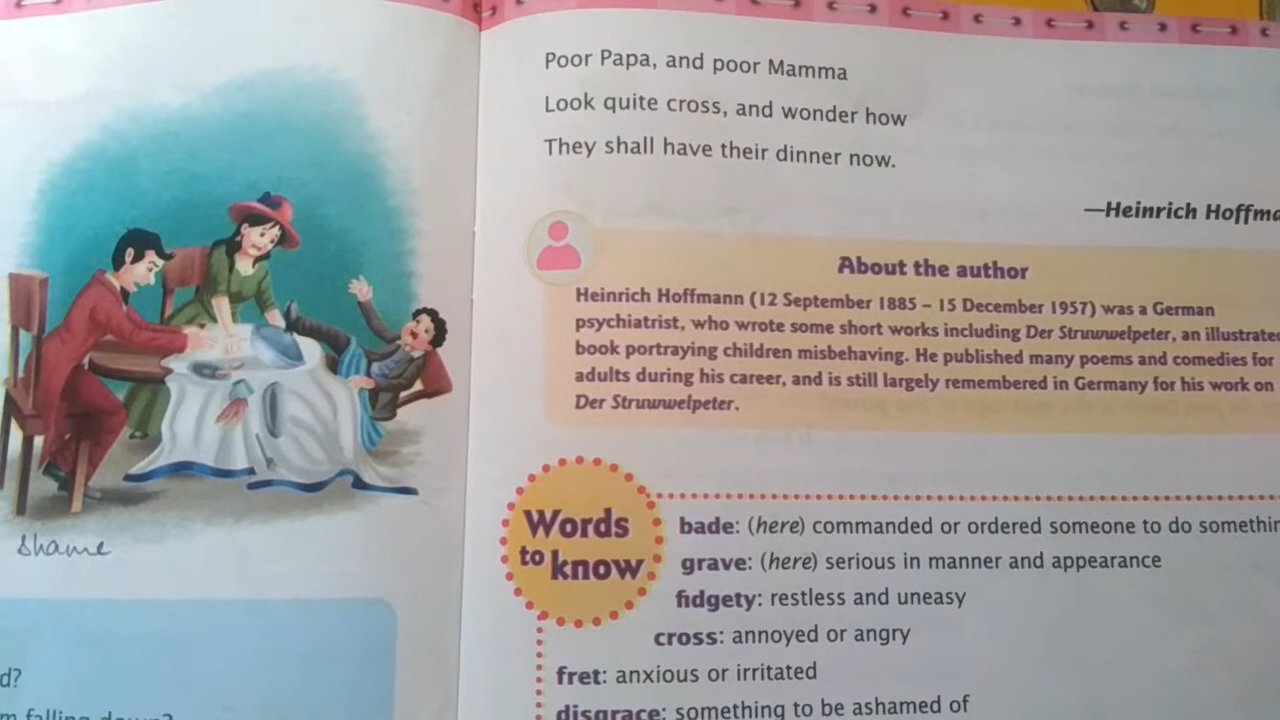 Shame
d?
m falling down?
Poor Papa, and poor Mamma
Look quite cross, and wonder how
They shall have their dinner now.
—Heinrich Hoffma
About the author
Heinrich Hoffmann (12 September 1885 – 15 December 1957) was a German
psychiatrist, who wrote some short works including Der Struwwelpeter, an illustrate
book portraying children misbehaving. He published many poems and comedies for
adults during his career, and is still largely remembered in Germany for his work on
Der Struwwelpeter.
Words
to know
bade: (here) commanded or ordered someone to do somethin
grave: (here) serious in manner and appearance
fidgety: restless and uneasy
cross: annoyed or angry
fret: anxious or irritated
disgrace: something to be ashamed of